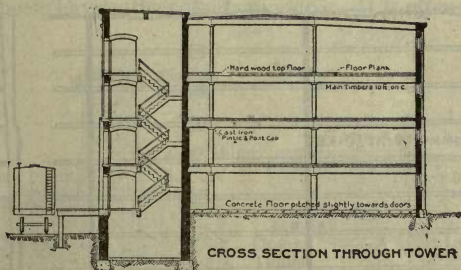 Hard wood top floor
Floor Plank
Main Timbers 10 ft. on C.
Cast Iron
Pintle & Post Cap
Concrete Floor pitched slightly towards doors
CROSS SECTION THROUGH TOWER